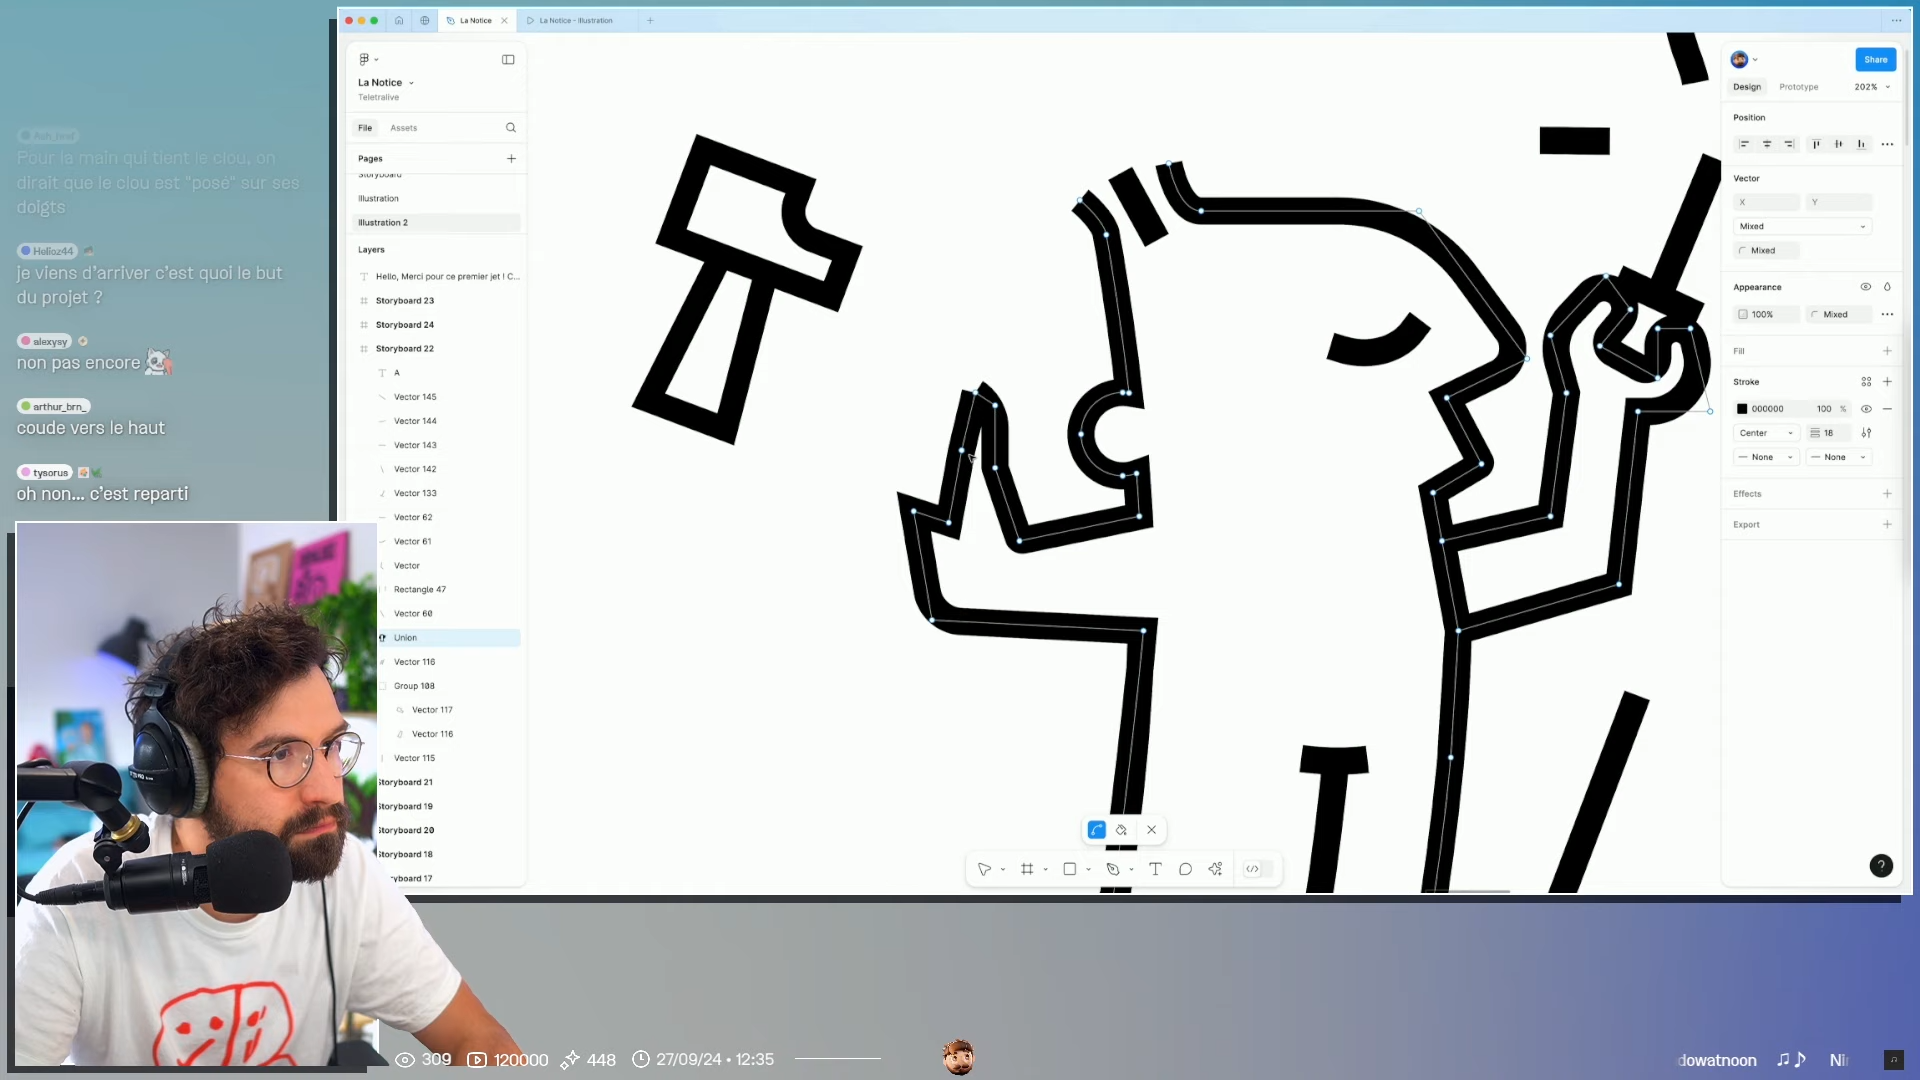 La Notice
La Notice - Illustration
La Notice
Teletralive
File
Assets
Pages
Storyboard
Illustration
Illustration 2
Layers
Hello, Merci pour ce premier jet ! C...
Storyboard 23
Storyboard 24
Storyboard 22
A
Vector 145
Vector 144
Vector 143
Vector 142
Vector 133
Vector 62
Vector 61
Vector
Rectangle 47
Vector 60
Union
Vector 116
Group 108
Vector 117
Vector 116
Vector 115
Storyboard 21
Storyboard 19
Storyboard 20
Storyboard 18
Storyboard 17
Share
Design
Prototype
202%
Position
Vector
X
Y
Mixed
Mixed
Appearance
100%
Mixed
Fill
Stroke
000000
100
%
Center
18
None
None
Effects
Export
?
Pour la main qui tient le clou, on
dirait que le clou est "posé" sur ses
doigts
Helioz44
je viens d'arriver c'est quoi le but
du projet ?
alexysy
non pas encore
arthur_brn_
coude vers le haut
tysorus
oh non... c'est reparti
309
120000
448
27/09/24 • 12:35
dowatnoon